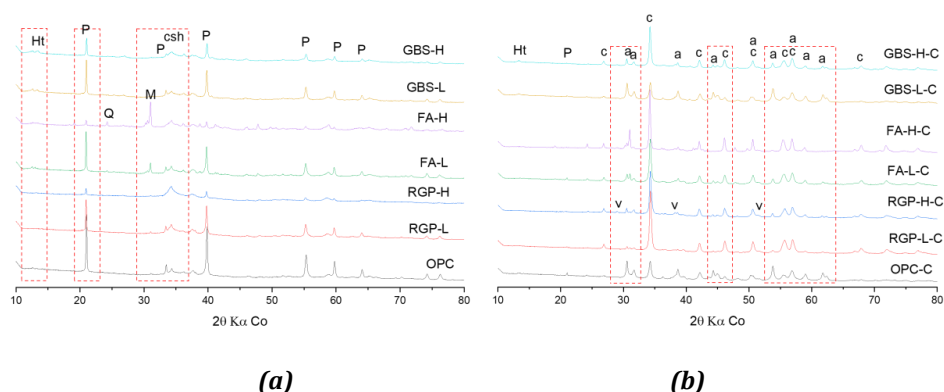 Ht
P
P
csh
P
P
P
P
GBS-H
GBS-L
M
Q
FA-H
FA-L
RGP-H
RGP-L
OPC
10 20 30 40 50 60 70 80
2θ Kα Co
(a)
c
a
a
Ht
P
c
a
a
a
c
a
c
c
a
c
c
a
a
c
GBS-H-C
GBS-L-C
FA-H-C
FA-L-C
v
v
v
RGP-H-C
RGP-L-C
OPC-C
10 20 30 40 50 60 70 80
2θ Kα Co
(b)